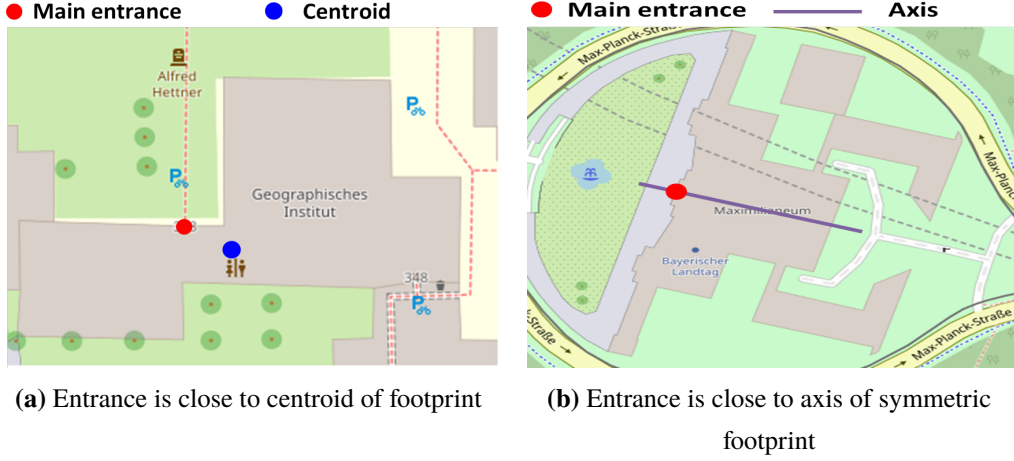 Main entrance
Centroid
Main entrance
Axis
Alfred
Hettner
Geographisches
Institut
348
Max-Planck-Straße
Max-Planck-
Maximilianeum
Bayerischer
Landtag
Straße
Max-Planck-Straße
(a) Entrance is close to centroid of footprint
(b) Entrance is close to axis of symmetric
footprint